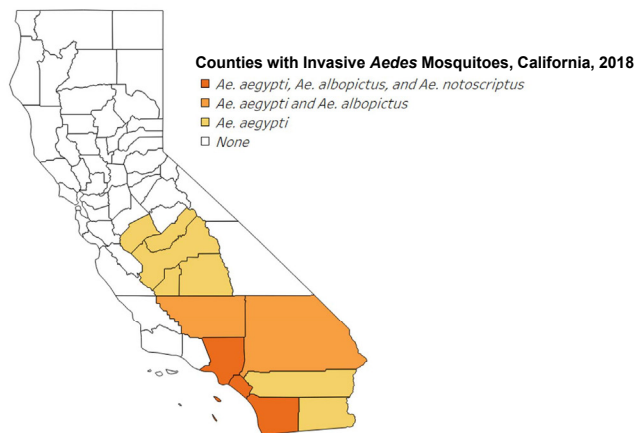 Counties with Invasive Aedes Mosquitoes, California, 2018
Ae. aegypti, Ae. albopictus, and Ae. notoscriptus
Ae. aegypti and Ae. albopictus
Ae. aegypti
None